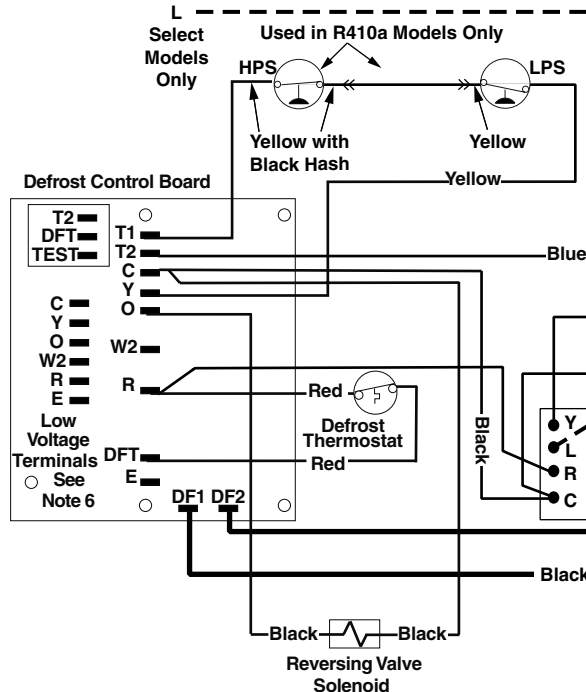 L
Select
Models
Only
Used in R410a Models Only
HPS
LPS
Yellow with
Black Hash
Yellow
Yellow
Defrost Control Board
T2
DFT
TEST
T1
T2
C
Y
O
W2
R
DFT
E
C
Y
O
W2
R
E
Low
Voltage
Terminals
See
Note 6
DF1 DF2
Blue
Red
Defrost
Thermostat
Red
Black
Y
L
R
C
Black
Black
Black
Reversing Valve
Solenoid